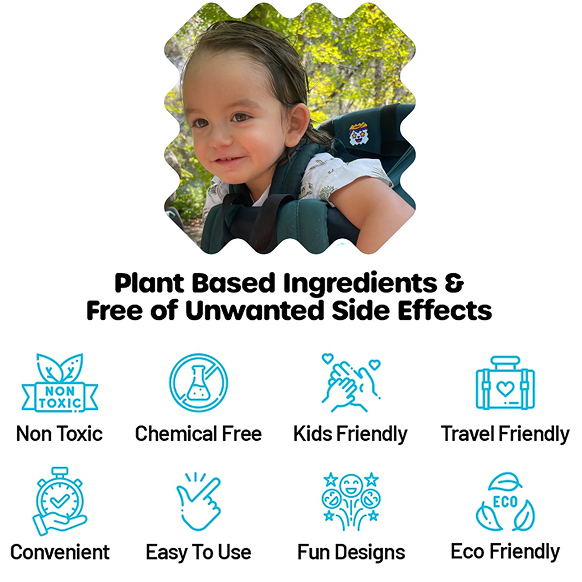 Plant Based Ingredients &
Free of Unwanted Side Effects
NON
TOXIC
Non Toxic
Chemical Free
Kids Friendly
Travel Friendly
Convenient
Easy To Use
Fun Designs
ECO
Eco Friendly